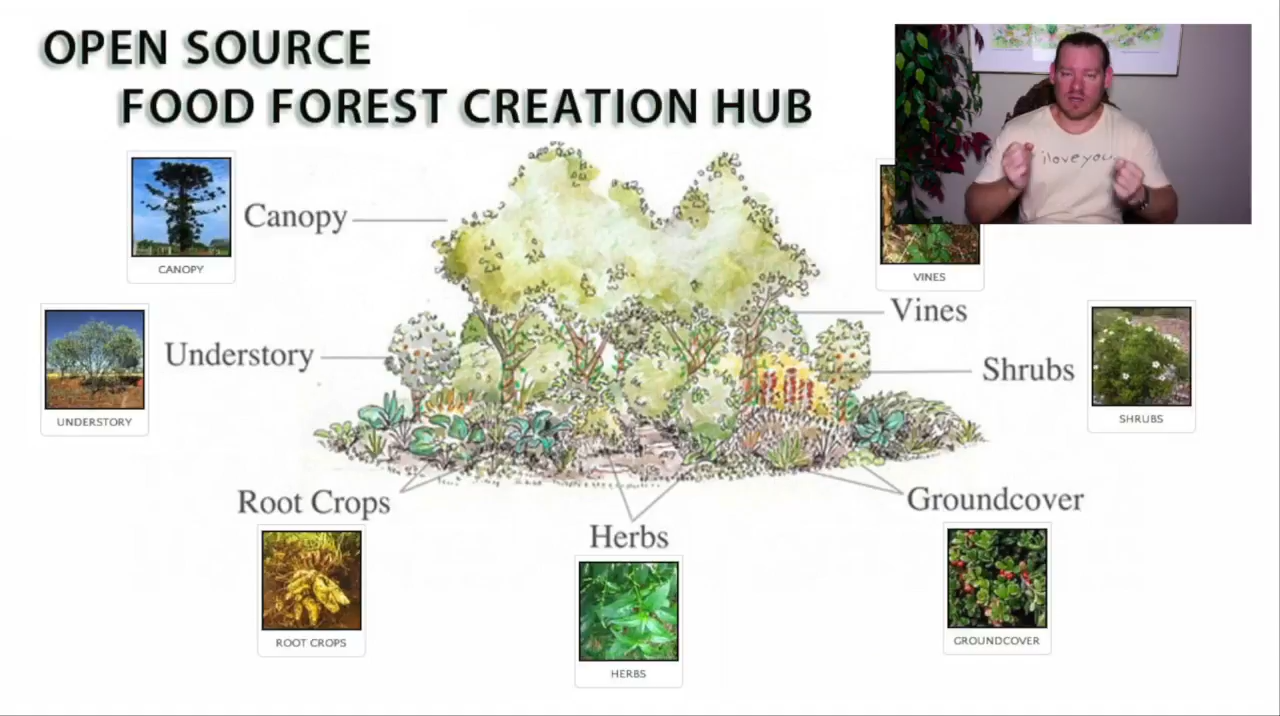 OPEN SOURCE
FOOD FOREST CREATION HUB
iloveyou
Canopy
CANOPY
VINES
Vines
Understory
UNDERSTORY
Shrubs
SHRUBS
Root Crops
ROOT CROPS
Herbs
HERBS
Groundcover
GROUNDCOVER